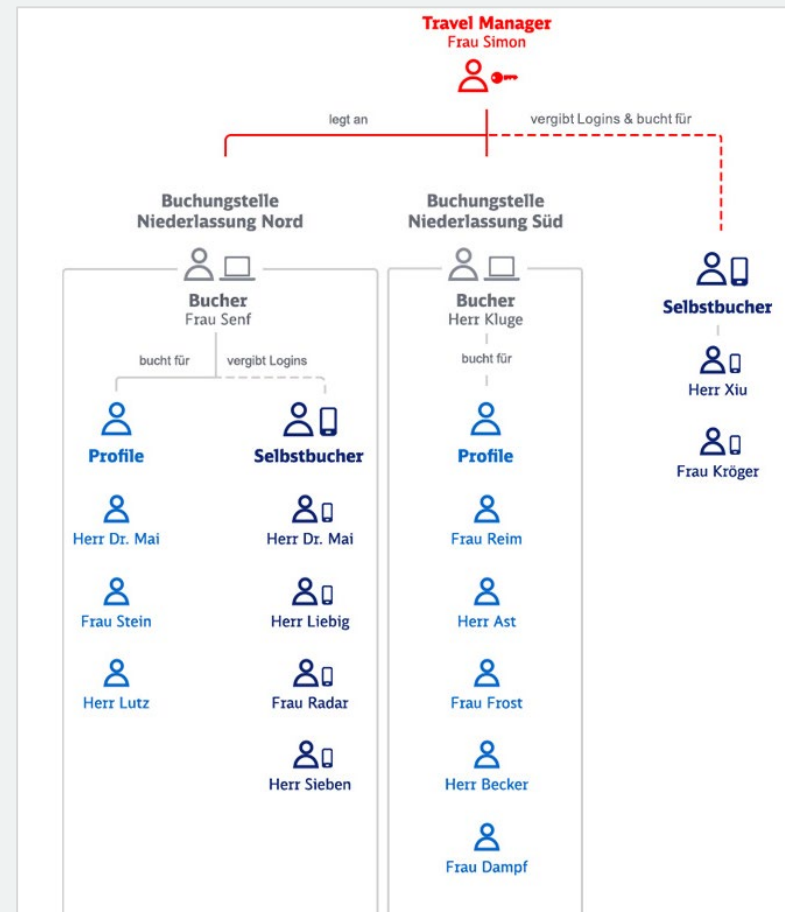 Travel Manager
Frau Simon
legt an
vergibt Logins & bucht für
Buchungstelle
Niederlassung Nord
Bucher
Frau Senf
bucht für
vergibt Logins
Profile
Herr Dr. Mai
Frau Stein
Herr Lutz
Selbstbucher
Herr Dr. Mai
Herr Liebig
Frau Radar
Herr Sieben
Buchungstelle
Niederlassung Süd
Bucher
Herr Kluge
bucht für
Profile
Frau Reim
Herr Ast
Frau Frost
Herr Becker
Frau Dampf
Selbstbucher
Herr Xiu
Frau Kröger